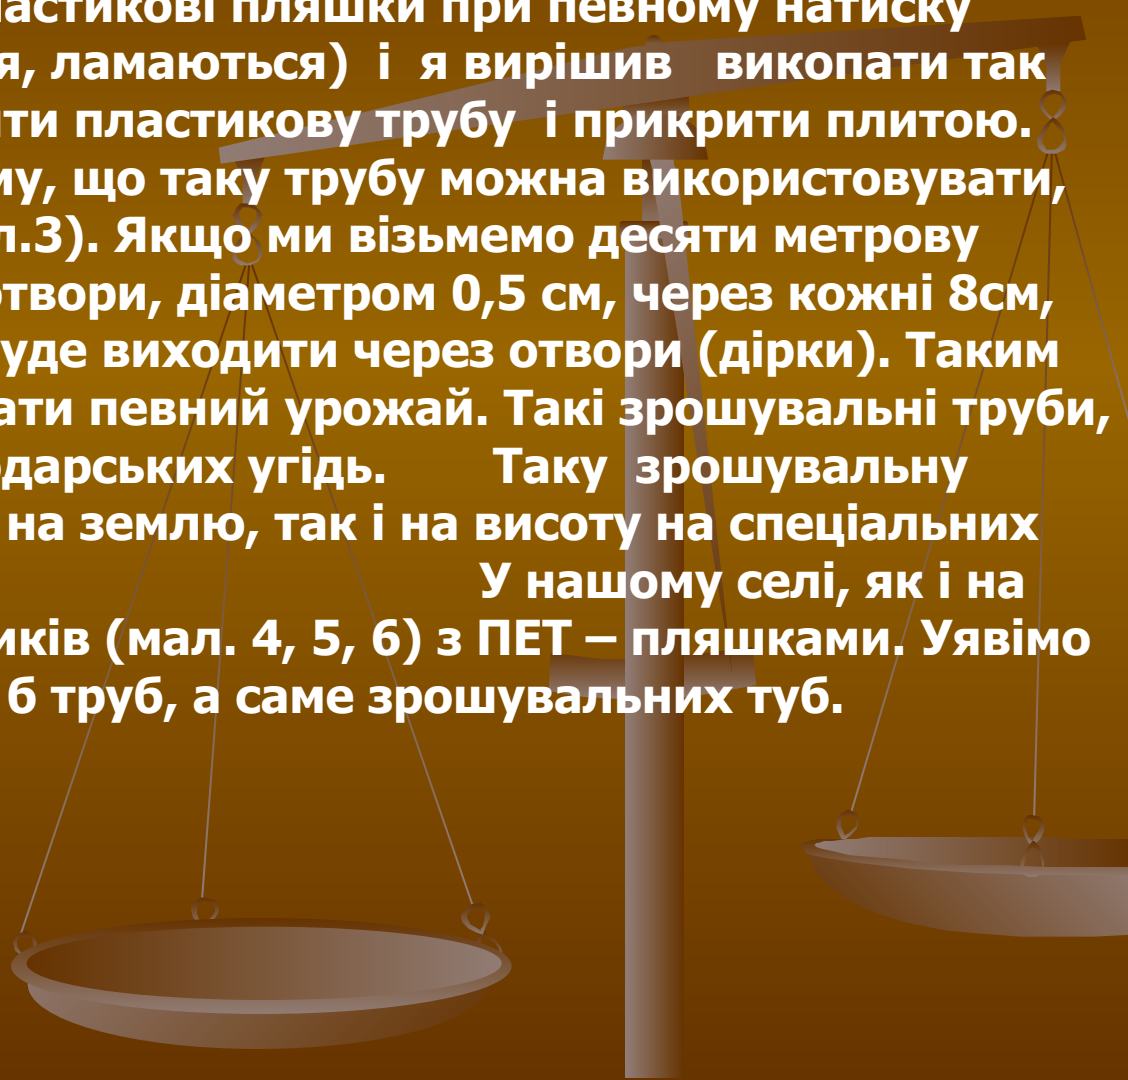 пластикові пляшки при певному натиску
я, ламаються) і я вирішив викопати так
ти пластикову трубу і прикрити плитою.
му, що таку трубу можна використовувати,
л.3). Якщо ми візьмемо десяти метрову
отвори, діаметром 0,5 см, через кожні 8см,
уде виходити через отвори (дірки). Таким
ати певний урожай. Такі зрошувальні труби,
дарських угідь. Таку зрошувальну
на землю, так і на висоту на спеціальних
У нашому селі, як і на
иків (мал. 4, 5, 6) з ПЕТ – пляшками. Уявімо
б труб, а саме зрошувальних туб.